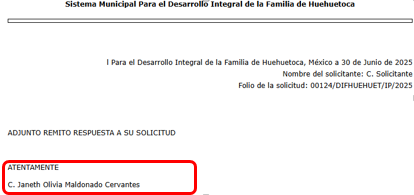 Sistema Municipal Para el Desarrollo Integral de la Familia de Huehuetoca
l Para el Desarrollo Integral de la Familia de Huehuetoca, México a 30 de Junio de 2025
Nombre del solicitante: C. Solicitante
Folio de la solicitud: 00124/DIFHUEHUET/IP/2025
ADJUNTO REMITO RESPUESTA A SU SOLICITUD
ATENTAMENTE
C. Janeth Olivia Maldonado Cervantes